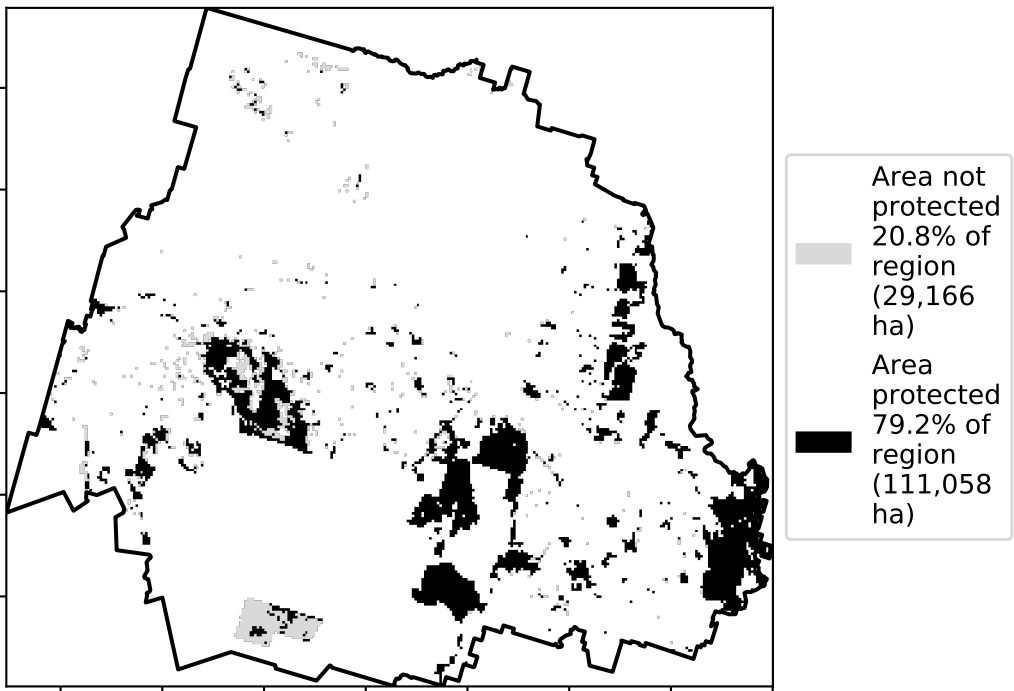 Area not
protected
20.8% of
region
(29,166
ha)
Area
protected
79.2% of
region
(111,058
ha)